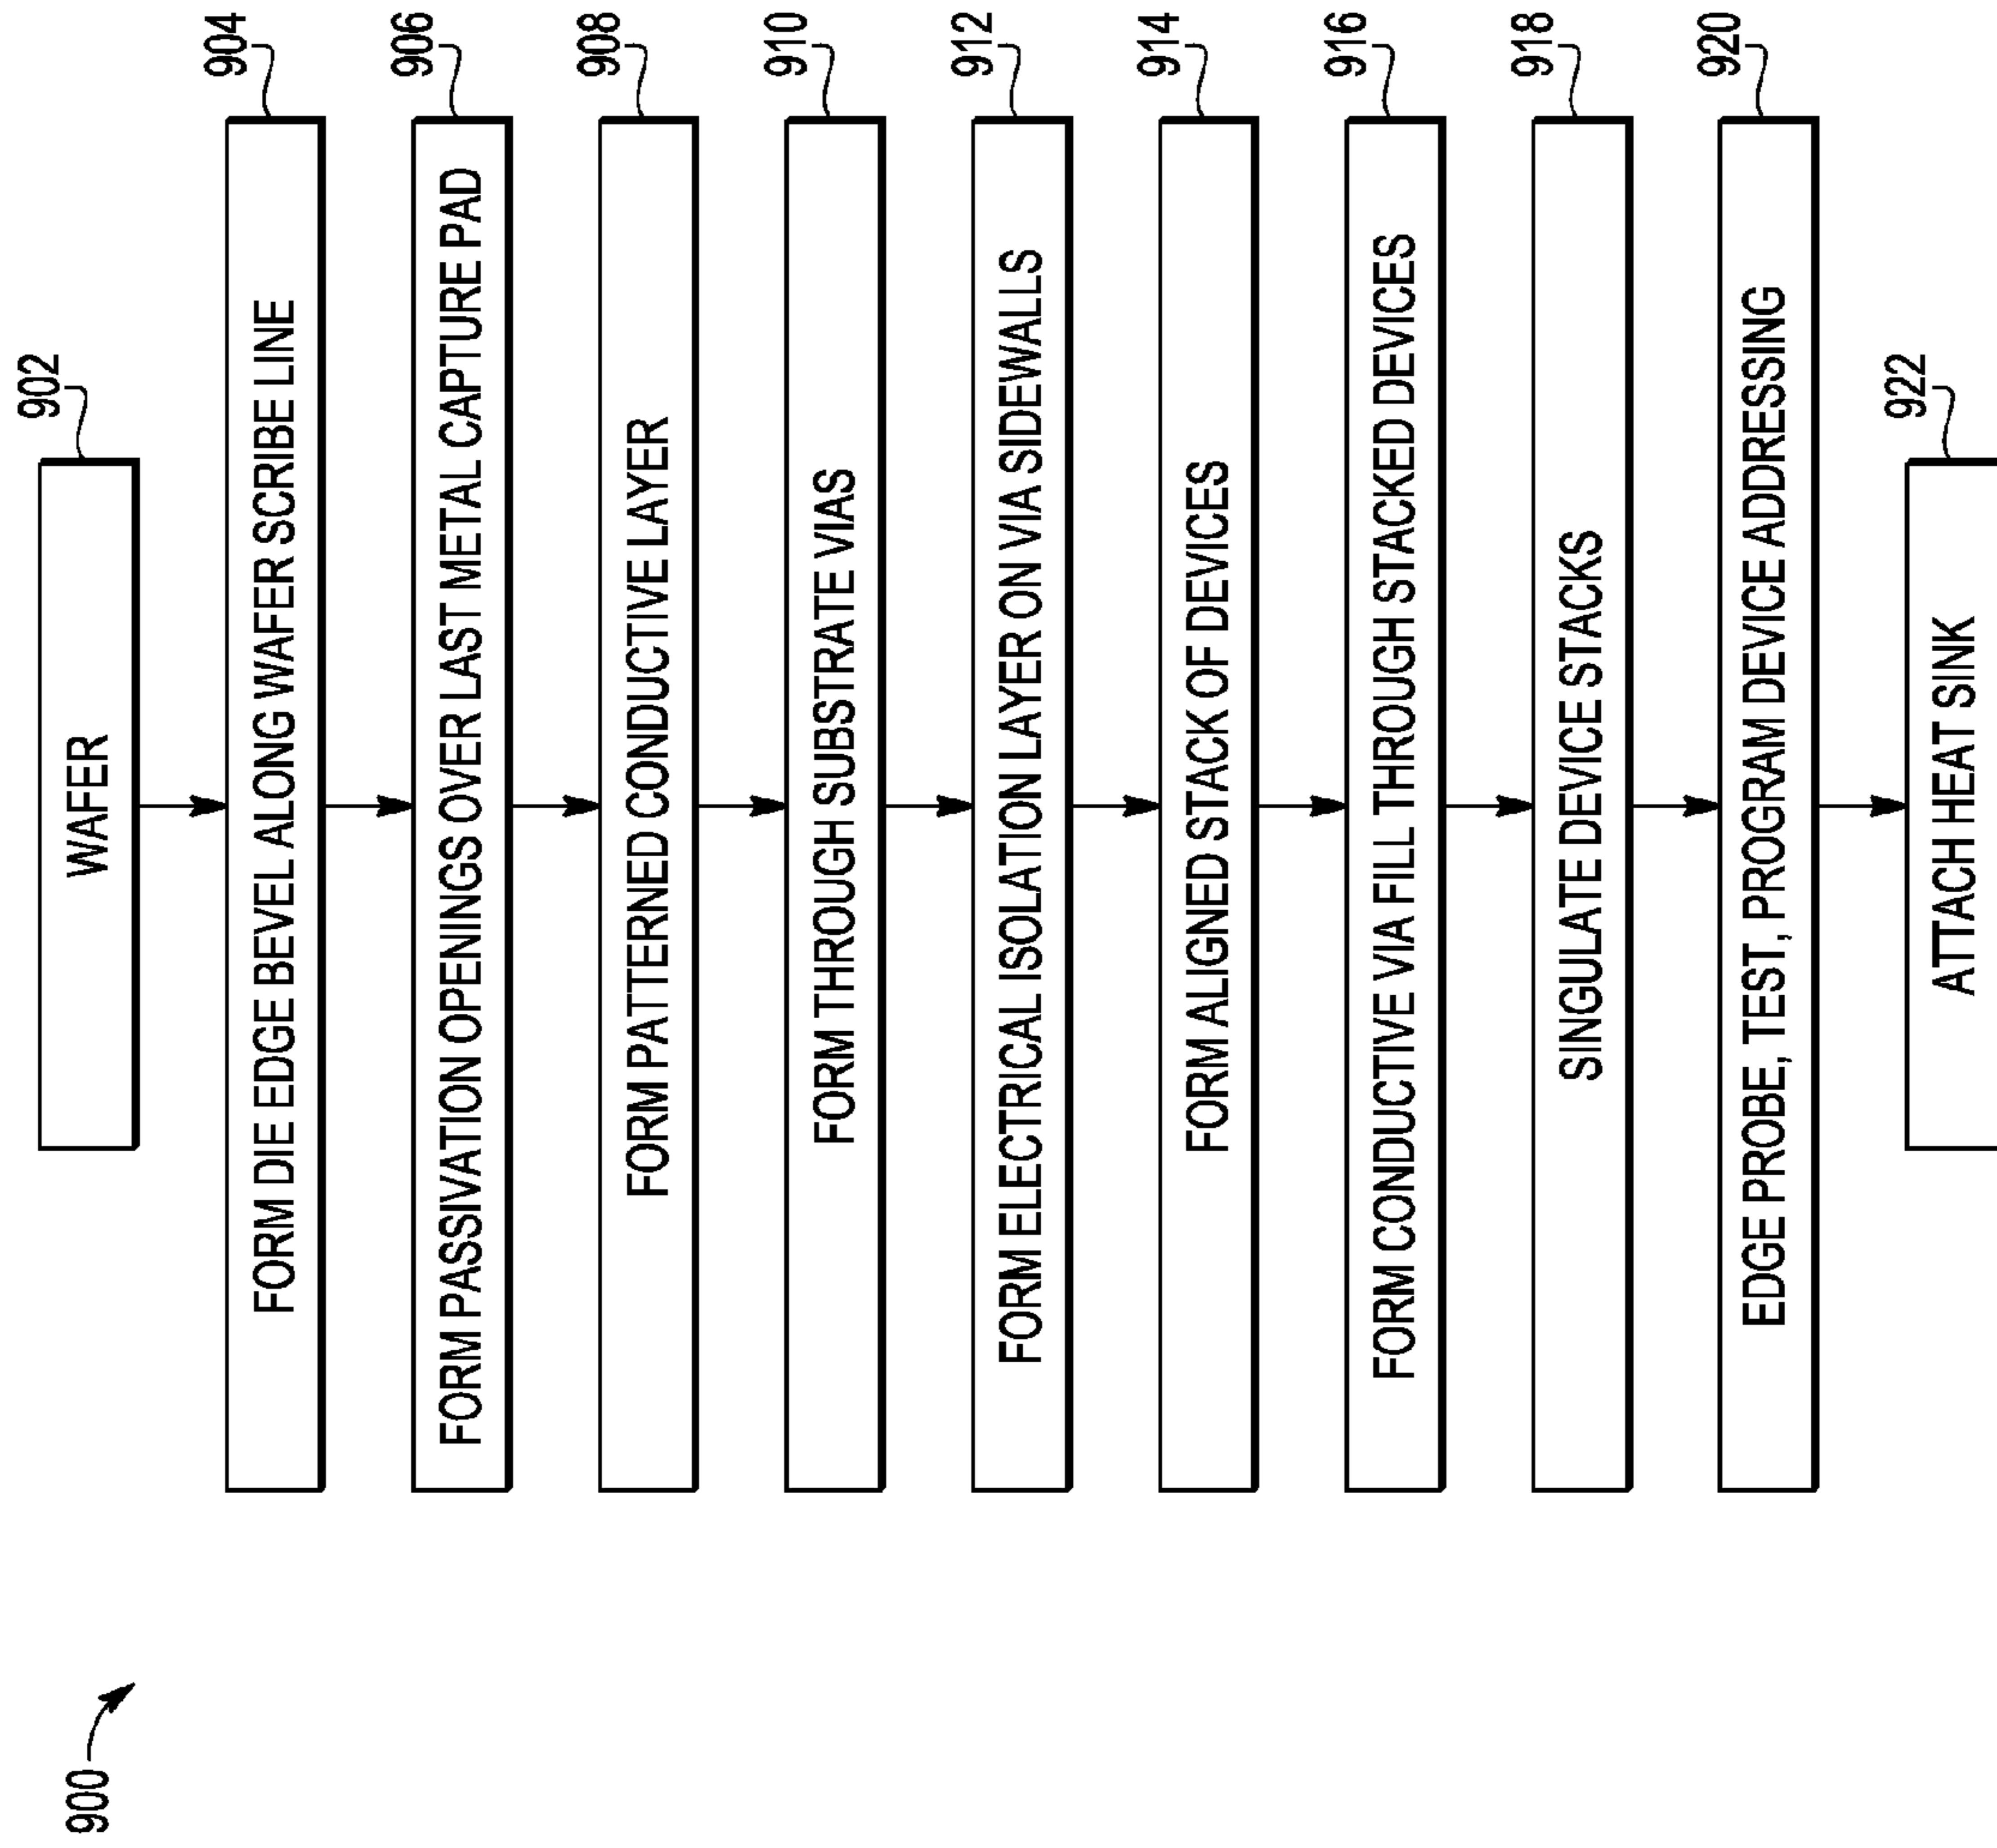 900
902
WAFER
904
FORM DIE EDGE BEVEL ALONG WAFER SCRIBE LINE
906
FORM PASSIVATION OPENINGS OVER LAST METAL CAPTURE PAD
908
FORM PATTERNED CONDUCTIVE LAYER
910
FORM THROUGH SUBSTRATE VIAS
912
FORM ELECTRICAL ISOLATION LAYER ON VIA SIDEWALLS
914
FORM ALIGNED STACK OF DEVICES
916
FORM CONDUCTIVE VIA FILL THROUGH STACKED DEVICES
918
SINGULATE DEVICE STACKS
920
EDGE PROBE, TEST, PROGRAM DEVICE ADDRESSING
922
ATTACH HEAT SINK